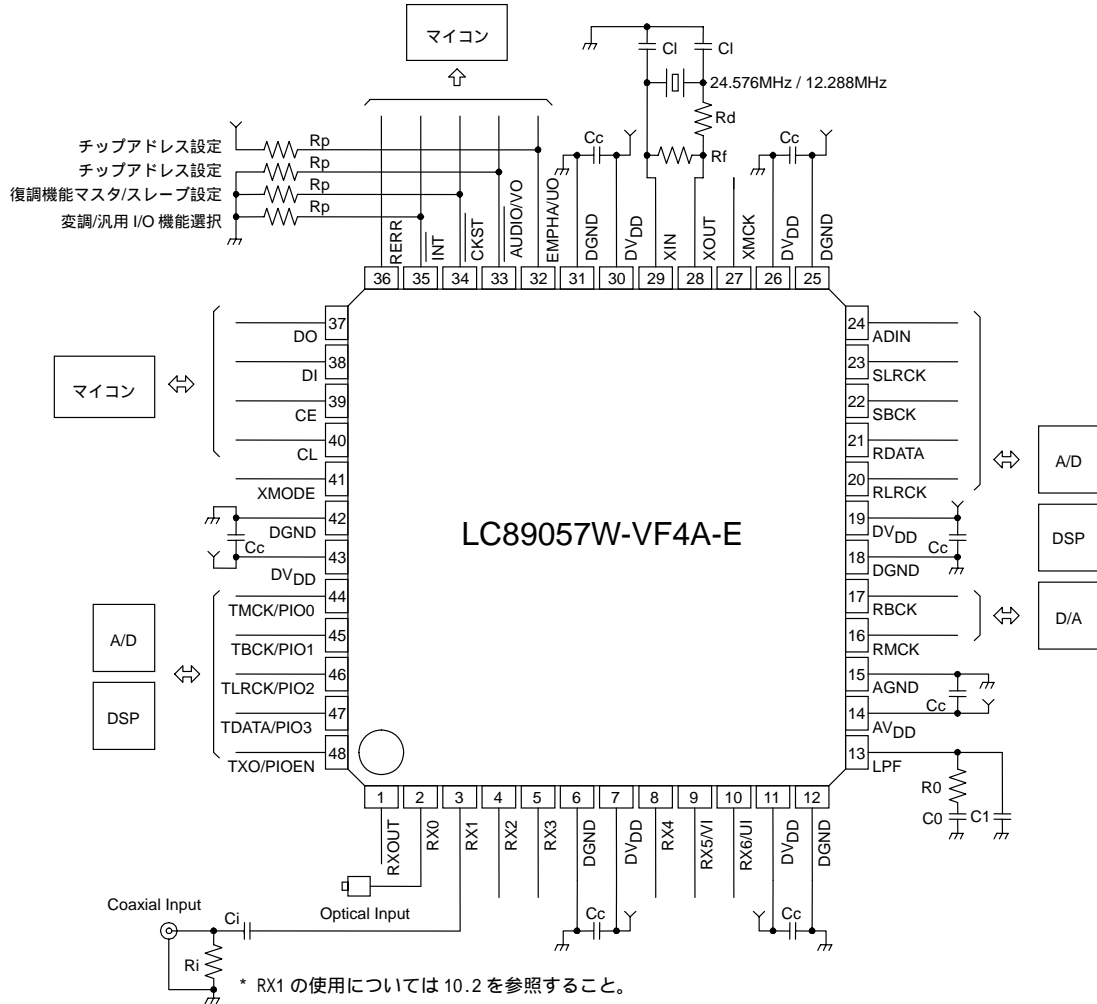 マイコン
Cl
Cl
24.576MHz / 12.288MHz
Rd
Rf
チップアドレス設定
Rp
チップアドレス設定
Rp
復調機能マスタ/スレーブ設定
Rp
変調/汎用 I/O 機能選択
Rp
Cc
Cc
RERR
INT
CKST
AUDIO/VO
EMPHA/UO
DGND
DVDD
XIN
XOUT
XMCK
DVDD
DGND
36
35
34
33
32
31
30
29
28
27
26
25
マイコン
37
DO
38
DI
39
CE
40
CL
41
XMODE
42
DGND
Cc
43
DVDD
44
TMCK/PIO0
45
TBCK/PIO1
46
TLRCK/PIO2
47
TDATA/PIO3
48
TXO/PIOEN
A/D
DSP
LC89057W-VF4A-E
24
ADIN
23
SLRCK
22
SBCK
21
RDATA
20
RLRCK
19
DVDD
Cc
18
DGND
17
RBCK
16
RMCK
15
AGND
Cc
14
AVDD
13
LPF
R0
C0
C1
A/D
DSP
D/A
1
2
3
4
5
6
7
8
9
10
11
12
RXOUT
RX0
RX1
RX2
RX3
DGND
DVDD
RX4
RX5/VI
RX6/UI
DVDD
DGND
Cc
Cc
Optical Input
Coaxial Input
Ci
Ri
* RX1 の使用については 10.2 を参照すること。